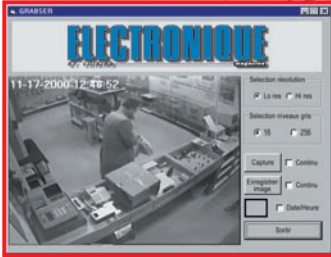 GRABSER
ELECTRONIQUE
11-17-2000 12:48:52
Selection résolution
Lo res
Hi res
Selection niveaux gris
16
256
Capture
Continu
Enregistrer
image
Continu
Date/Heure
Sortir